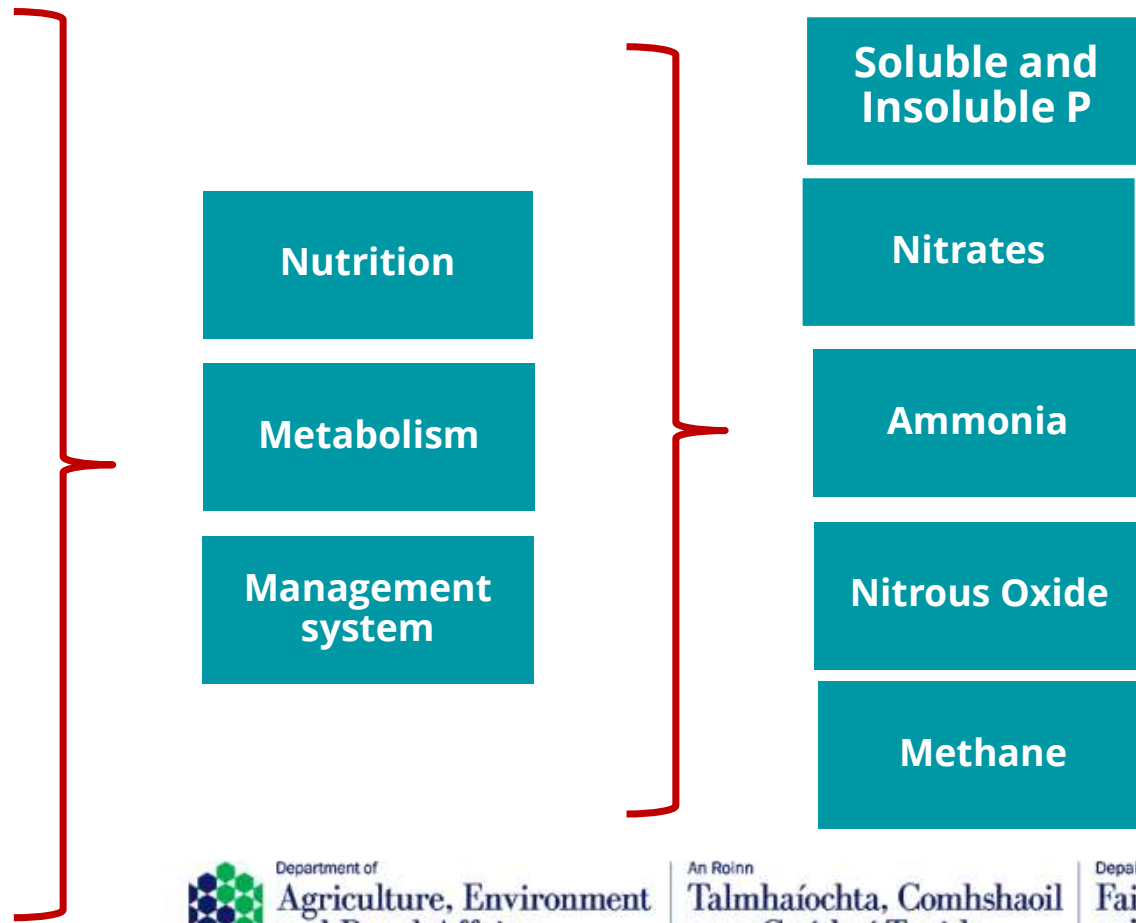 Nutrition
Metabolism
Management
system
Soluble and
Insoluble P
Nitrates
Ammonia
Nitrous Oxide
Methane
Department of
Agriculture, Environment
An Roinn
Talmhaíochta, Comhshaoil